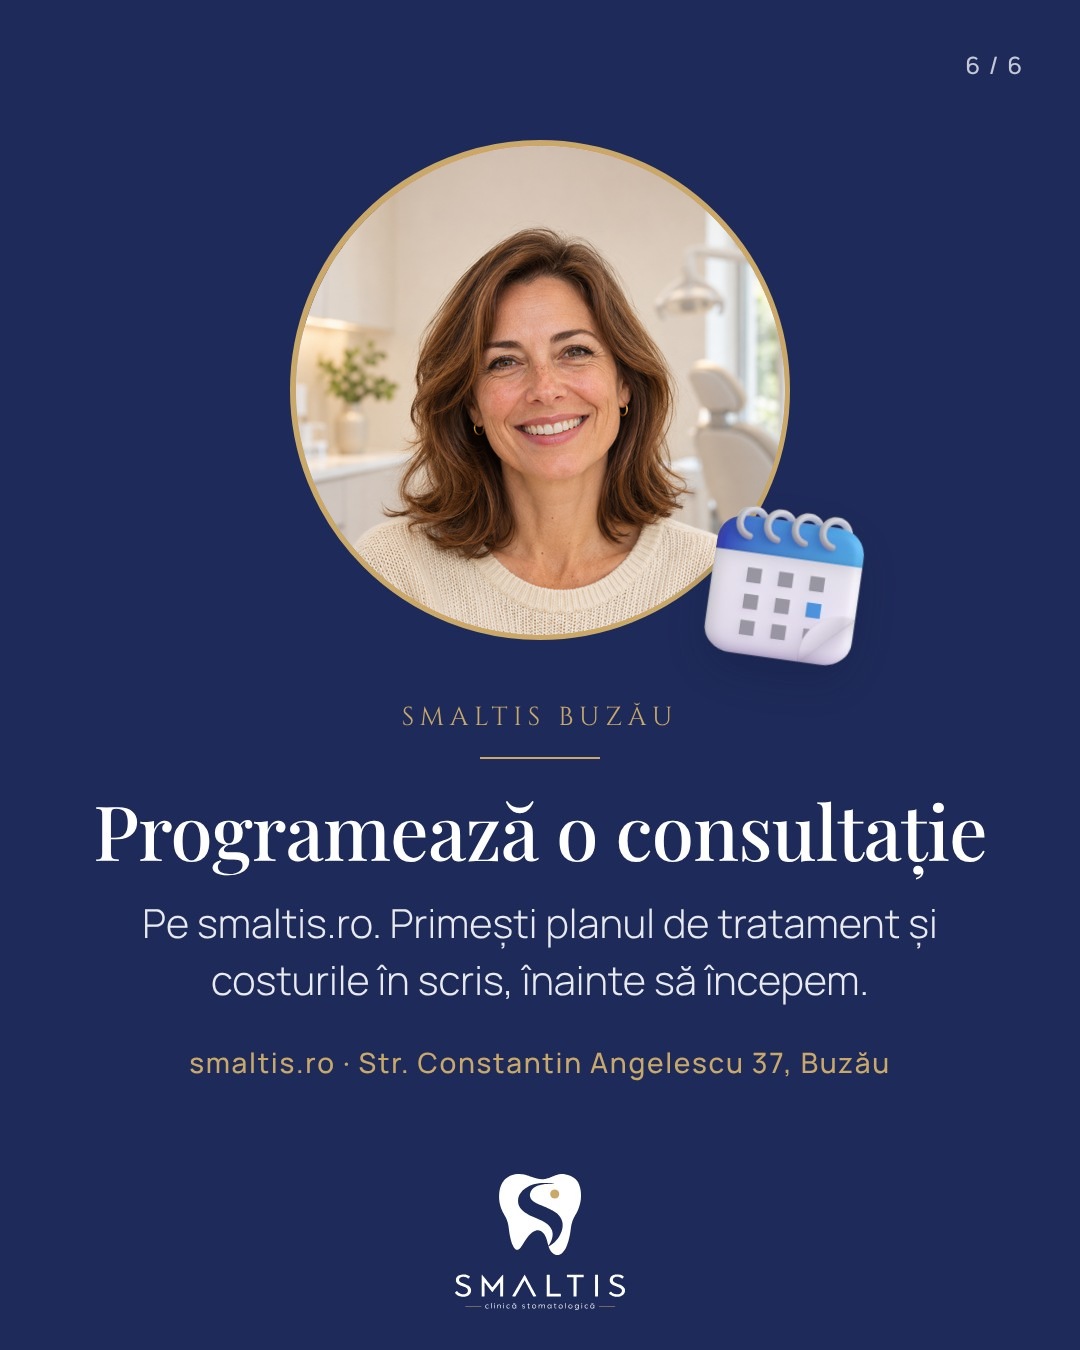 6 / 6
SMALTIS BUZĂU
Programează o consultație
Pe smaltis.ro. Primești planul de tratament și
costurile în scris, înainte să începem.
smaltis.ro · Str. Constantin Angelescu 37, Buzău
SMALTIS
clinică stomatologică